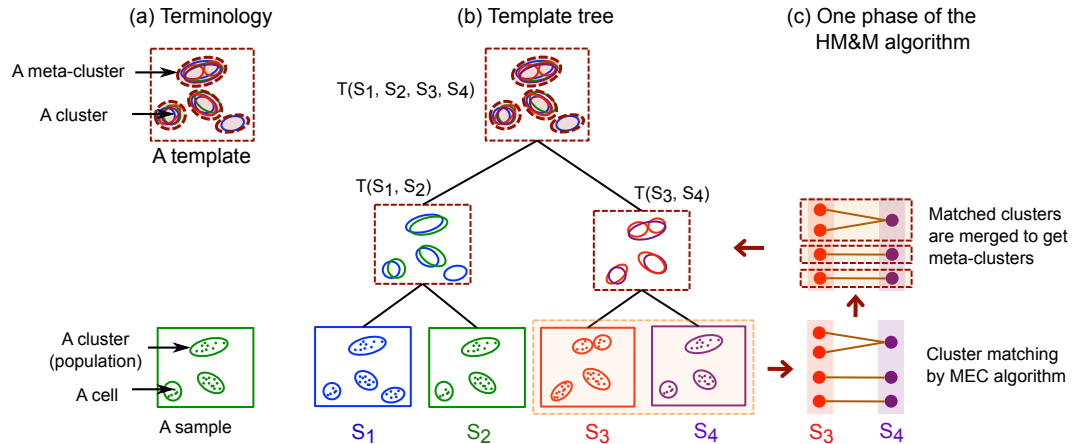 (a) Terminology
A meta-cluster
A cluster
A template
A cluster
(population)
A cell
A sample
(b) Template tree
T(S1, S2, S3, S4)
T(S1, S2)
T(S3, S4)
S1
S2
S3
S4
(c) One phase of the
HM&M algorithm
Matched clusters
are merged to get
meta-clusters
Cluster matching
by MEC algorithm
S3
S4